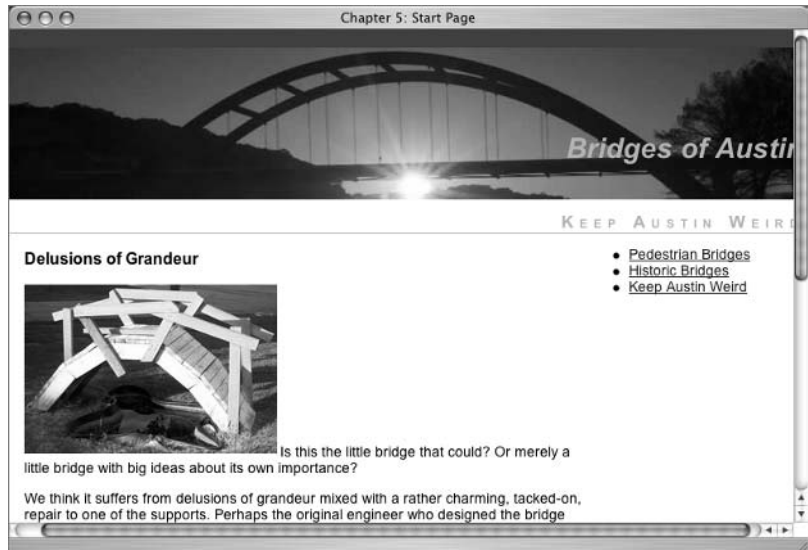 Chapter 5: Start Page
Bridges of Austin
KEEP AUSTIN WEIRD
Delusions of Grandeur
Pedestrian Bridges
Historic Bridges
Keep Austin Weird
Is this the little bridge that could? Or merely a
little bridge with big ideas about its own importance?
We think it suffers from delusions of grandeur mixed with a rather charming, tacked-on,
repair to one of the supports. Perhaps the original engineer who designed the bridge